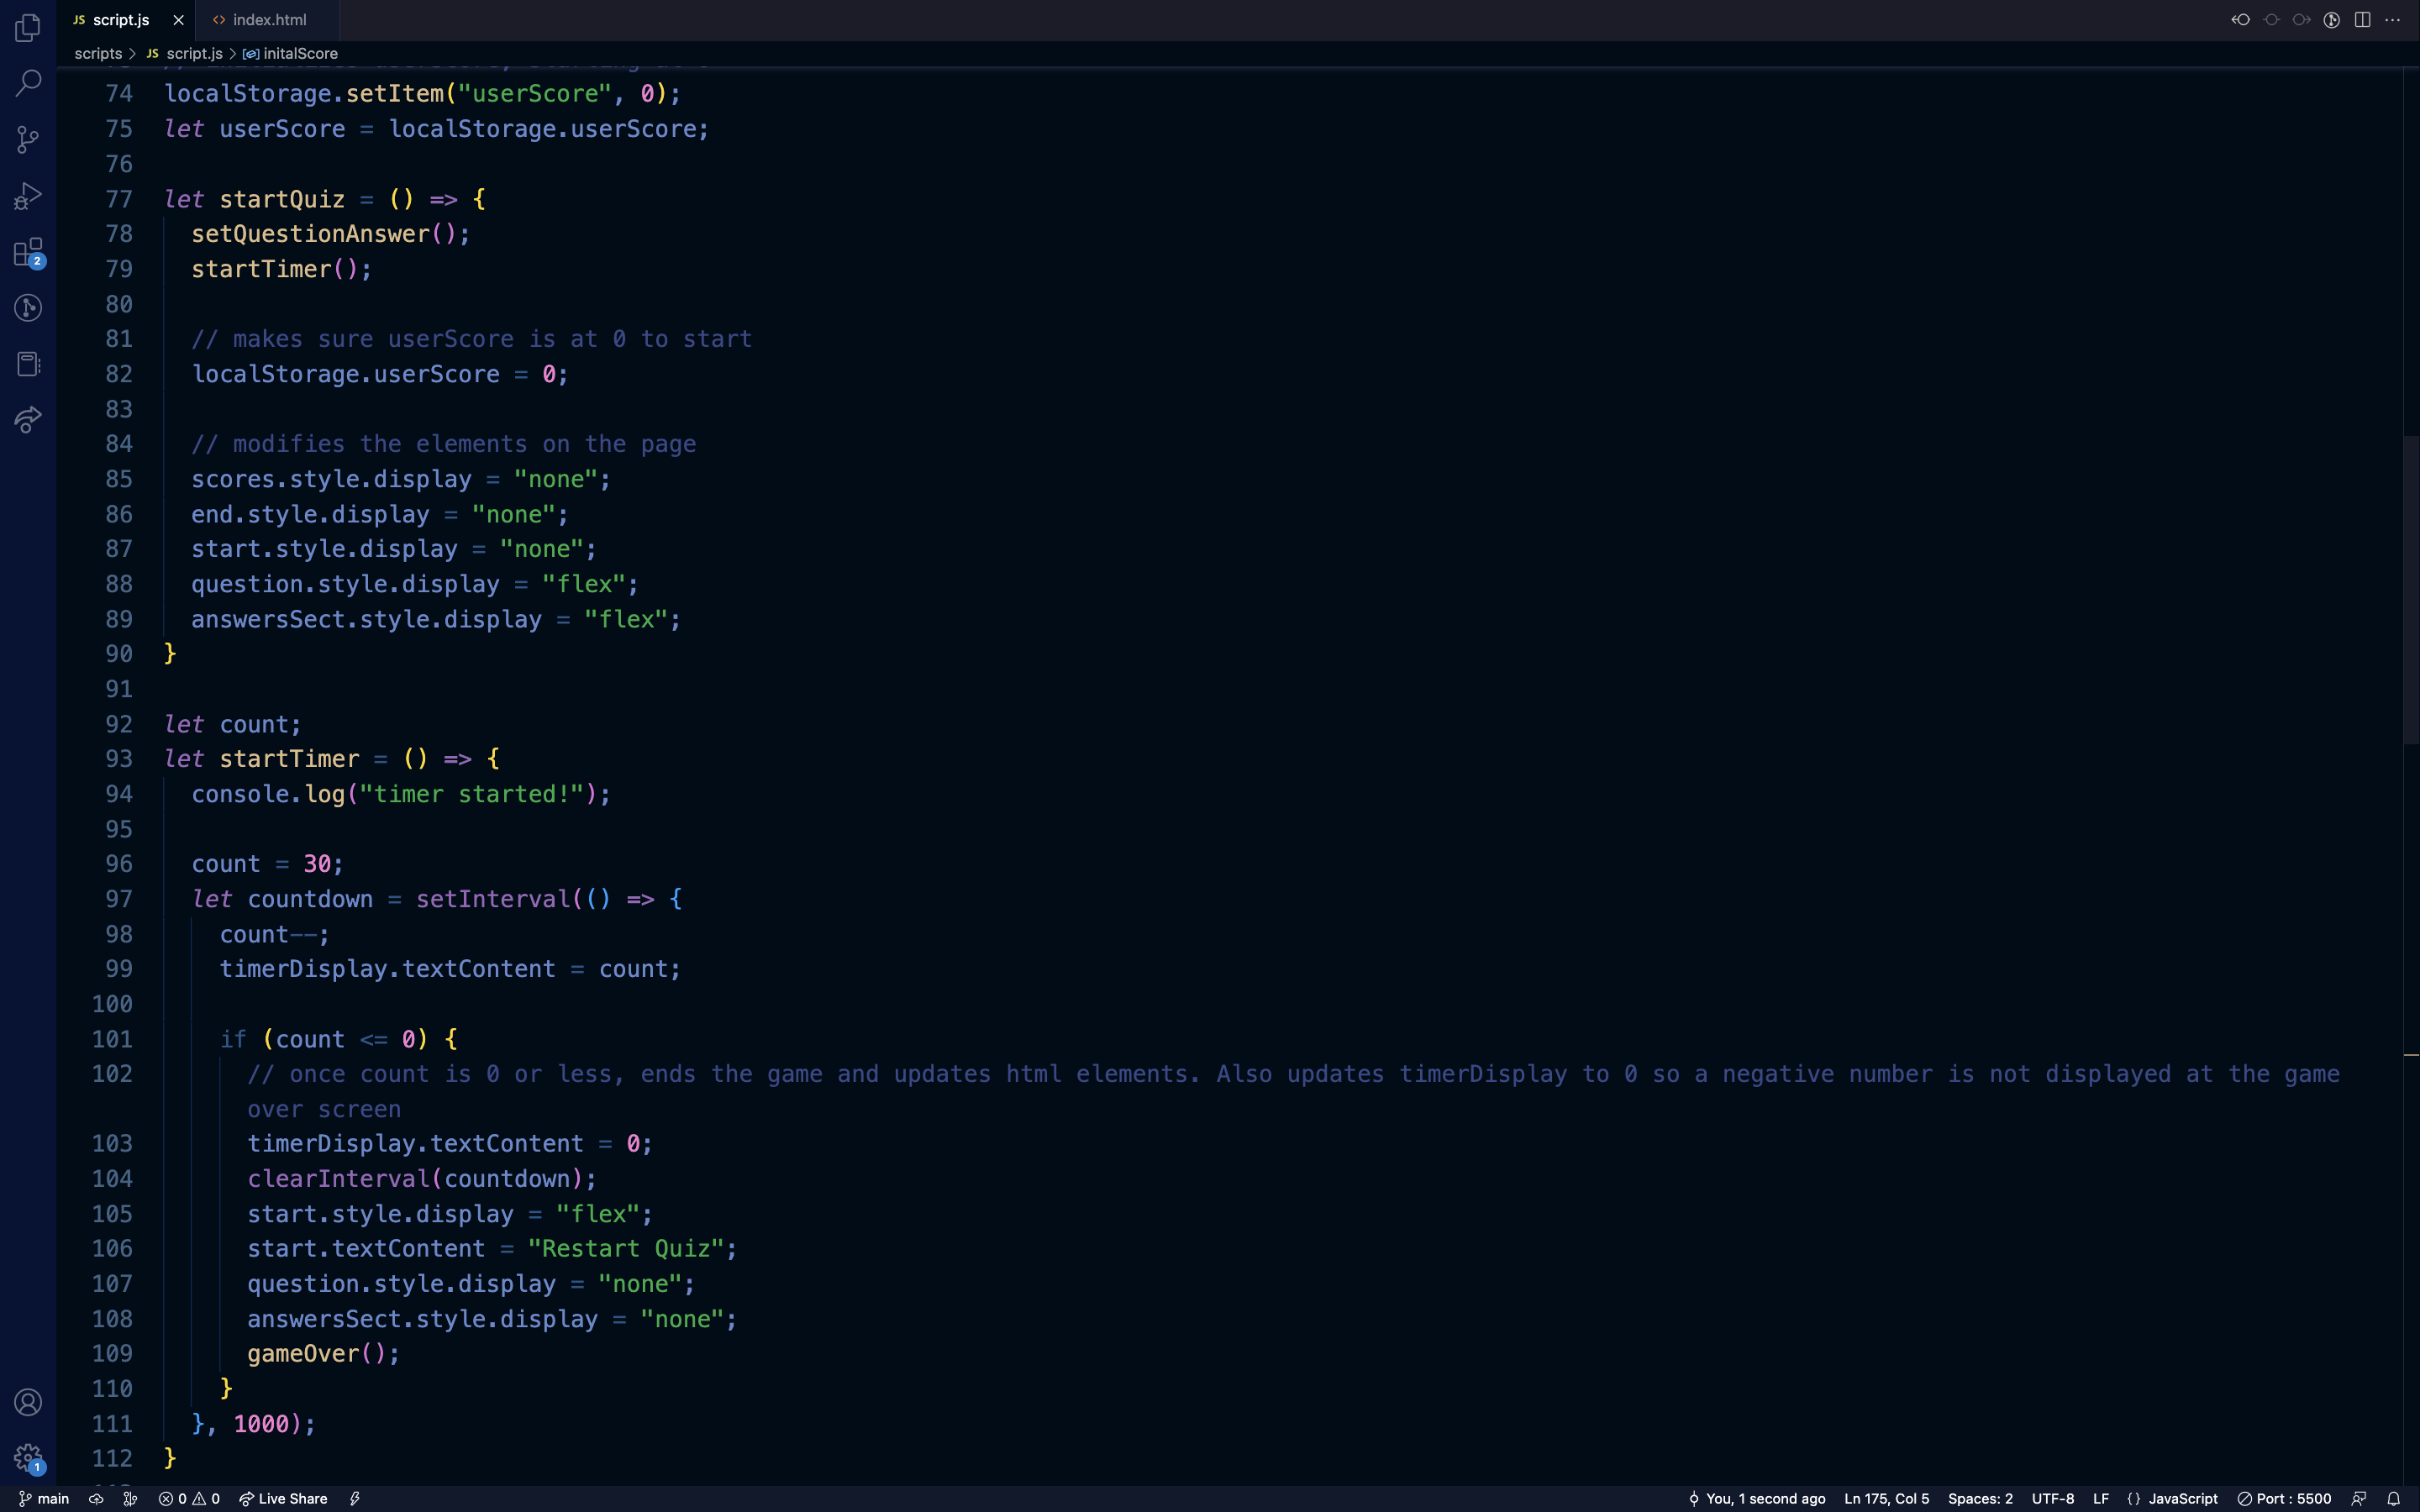 JS script.js × <> index.html
scripts > JS script.js > initalScore
74 localStorage.setItem("userScore", 0);
75 let userScore = localStorage.userScore;
76
77 let startQuiz = () => {
78 setQuestionAnswer();
79 startTimer();
80
81 // makes sure userScore is at 0 to start
82 localStorage.userScore = 0;
83
84 // modifies the elements on the page
85 scores.style.display = "none";
86 end.style.display = "none";
87 start.style.display = "none";
88 question.style.display = "flex";
89 answersSect.style.display = "flex";
90 }
91
92 let count;
93 let startTimer = () => {
94 console.log("timer started!");
95
96 count = 30;
97 let countdown = setInterval(() => {
98 count--;
99 timerDisplay.textContent = count;
100
101 if (count <= 0) {
102 // once count is 0 or less, ends the game and updates html elements. Also updates timerDisplay to 0 so a negative number is not displayed at the game
over screen
103 timerDisplay.textContent = 0;
104 clearInterval(countdown);
105 start.style.display = "flex";
106 start.textContent = "Restart Quiz";
107 question.style.display = "none";
108 answersSect.style.display = "none";
109 gameOver();
110 }
111 }, 1000);
112 }
2
1
main 0 0 Live Share You, 1 second ago Ln 175, Col 5 Spaces: 2 UTF-8 LF {} JavaScript Port : 5500